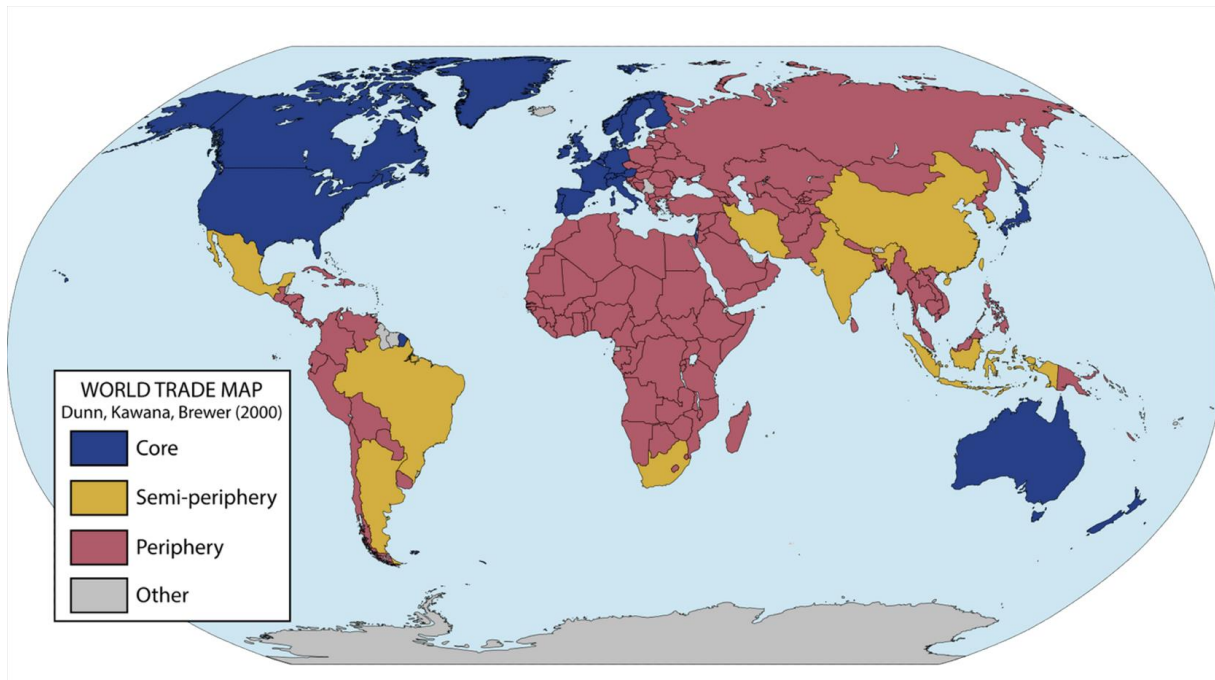 WORLD TRADE MAP
Dunn, Kawana, Brewer (2000)
Core
Semi-periphery
Periphery
Other